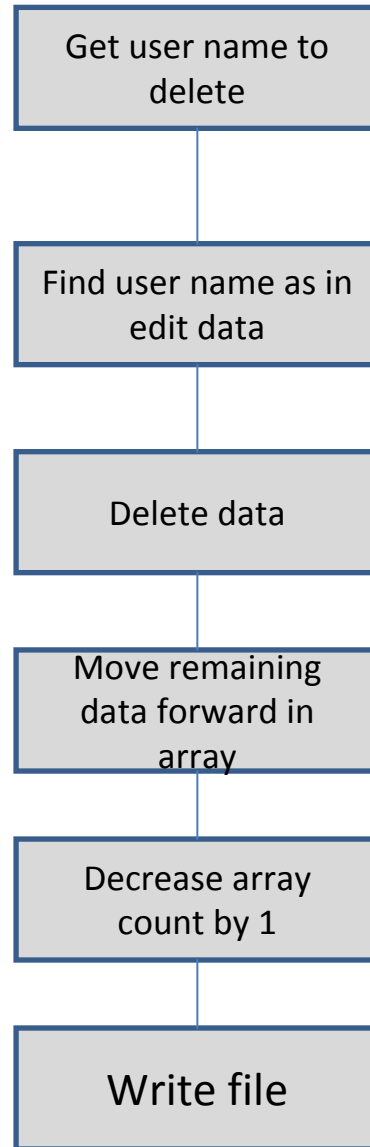 Get user name to
delete
Find user name as in
edit data
Delete data
Move remaining
data forward in
array
Decrease array
count by 1
Write file